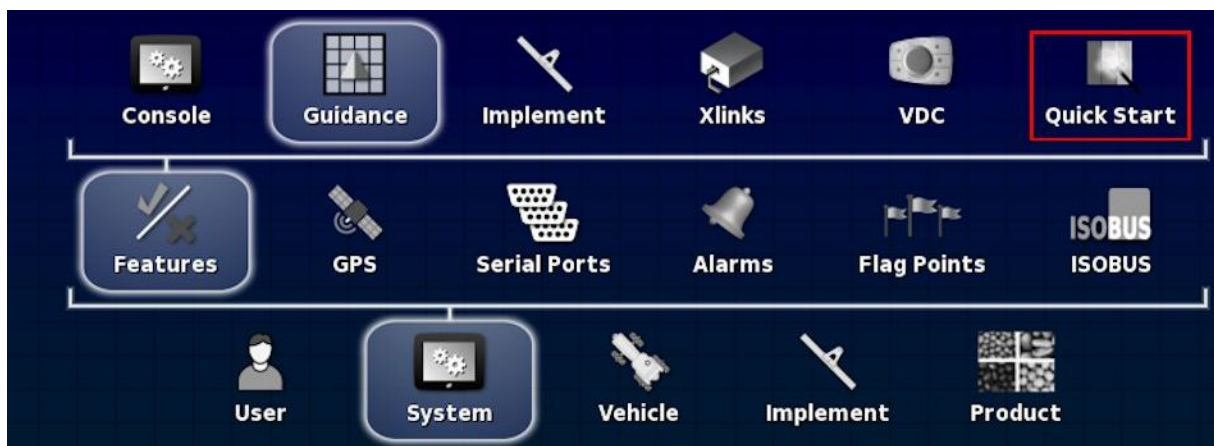 Console Guidance Implement Xlinks VDC Quick Start
ISOBUS
Features GPS Serial Ports Alarms Flag Points ISOBUS
User System Vehicle Implement Product